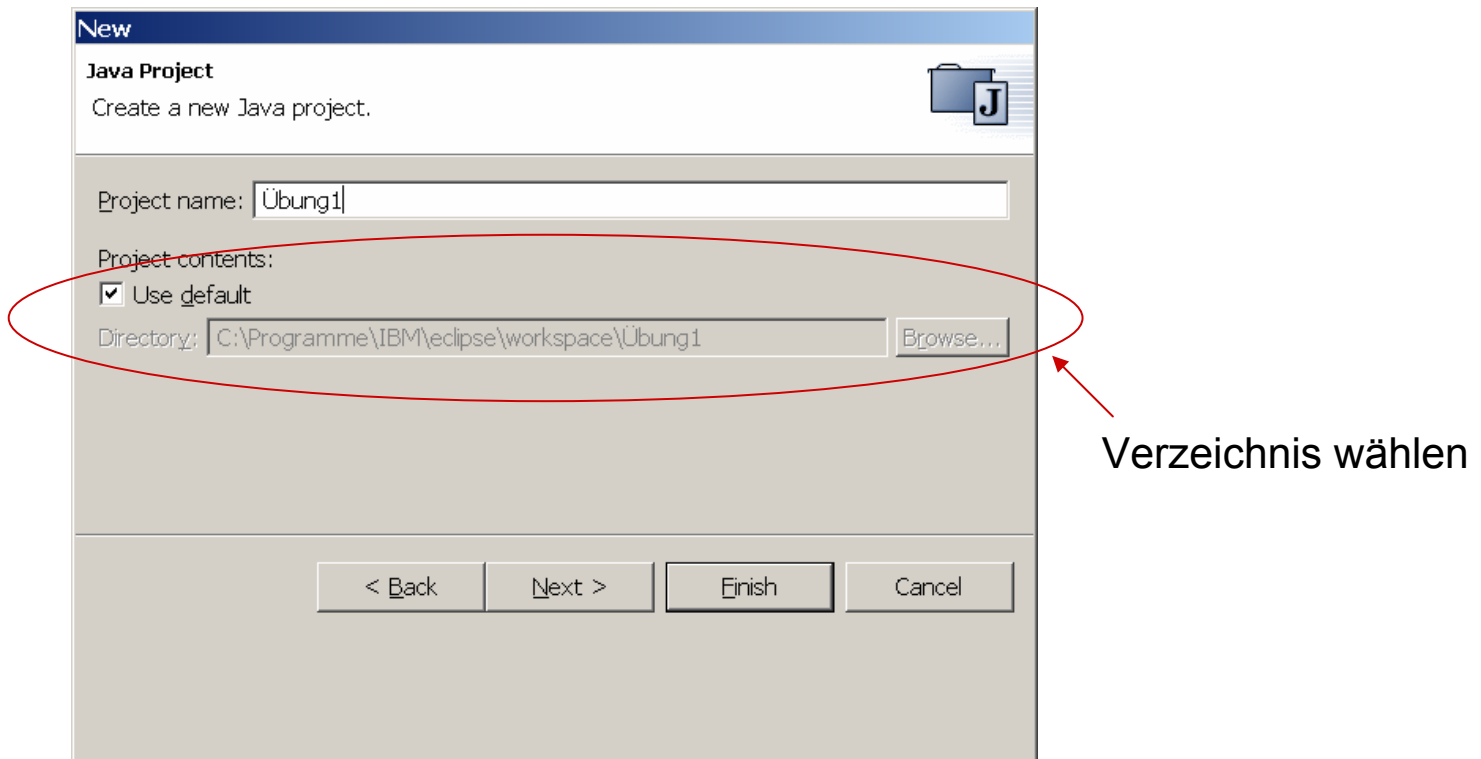 New
Java Project
Create a new Java project.
J
Project name: Übung1
Project contents:
Use default
Directory: C:\Programme\IBM\eclipse\workspace\Übung1 Browse...
Verzeichnis wählen
< Back Next > Finish Cancel